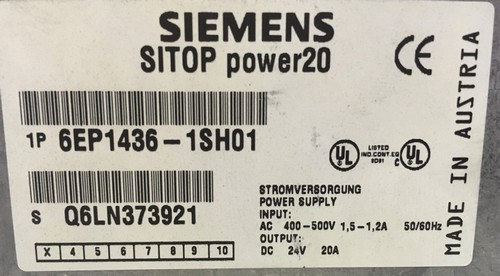 SIEMENS
SITOP power20
CE
1P 6EP1436-1SH01
S Q6LN373921
X 4 5 6 7 8 9 10
UL LISTED UL
IND.CONT.EQ
C
STROMVERSORGUNG
POWER SUPPLY
INPUT:
AC 400-500V 1,5-1,2A 50/60Hz
OUTPUT:
DC 24V 20A
MADE IN AUSTRIA